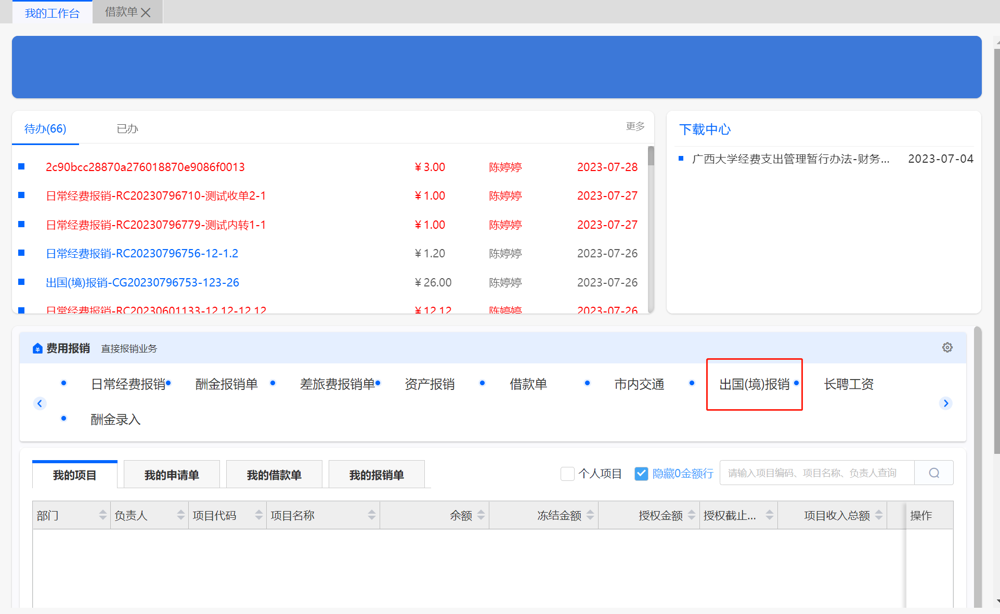 我的工作台 借款单
待办(66) 已办 更多
2c90bcc28870a276018870e9086f0013 ¥3.00 陈婷婷 2023-07-28
日常经费报销-RC20230796710-测试收单2-1 ¥1.00 陈婷婷 2023-07-27
日常经费报销-RC20230796779-测试内转1-1 ¥1.00 陈婷婷 2023-07-27
日常经费报销-RC20230796756-12-1.2 ¥1.20 陈婷婷 2023-07-26
出国(境)报销-CG20230796753-123-26 ¥26.00 陈婷婷 2023-07-26
日常经费报销-RC20230601133-12.12-12.12 ¥12.12 陈婷婷 2023-07-26
下载中心
广西大学经费支出管理暂行办法-财务... 2023-07-04
费用报销 直接报销业务
日常经费报销 酬金报销单 差旅费报销单 资产报销 借款单 市内交通 出国(境)报销 长聘工资
酬金录入
我的项目 我的申请单 我的借款单 我的报销单 个人项目 隐藏0金额行 请输入项目编码、项目名称、负责人查询
部门 负责人 项目代码 项目名称 余额 冻结金额 授权金额 授权截止... 项目收入总额 操作